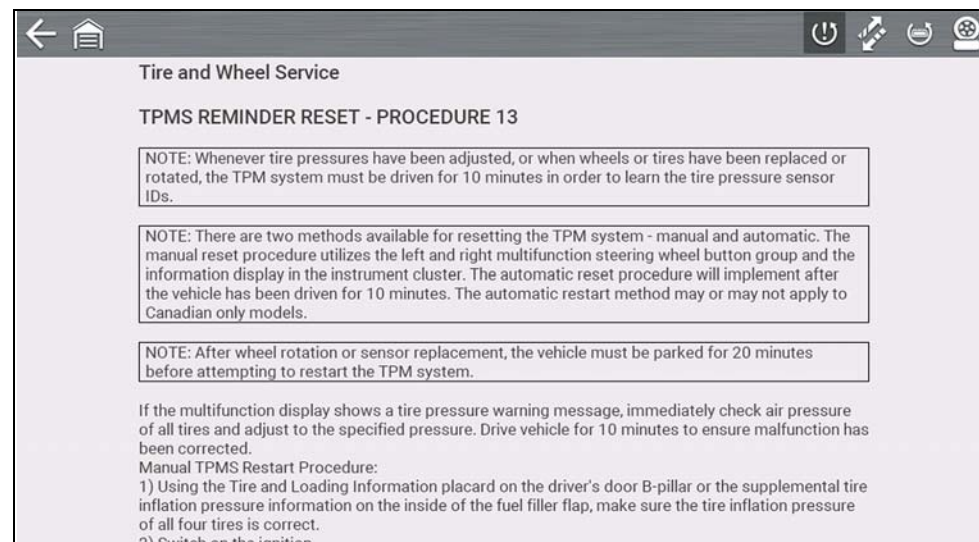 Tire and Wheel Service
TPMS REMINDER RESET - PROCEDURE 13
NOTE: Whenever tire pressures have been adjusted, or when wheels or tires have been replaced or
rotated, the TPM system must be driven for 10 minutes in order to learn the tire pressure sensor
IDs.
NOTE: There are two methods available for resetting the TPM system - manual and automatic. The
manual reset procedure utilizes the left and right multifunction steering wheel button group and the
information display in the instrument cluster. The automatic reset procedure will implement after
the vehicle has been driven for 10 minutes. The automatic restart method may or may not apply to
Canadian only models.
NOTE: After wheel rotation or sensor replacement, the vehicle must be parked for 20 minutes
before attempting to restart the TPM system.
If the multifunction display shows a tire pressure warning message, immediately check air pressure
of all tires and adjust to the specified pressure. Drive vehicle for 10 minutes to ensure malfunction has
been corrected.
Manual TPMS Restart Procedure:
1) Using the Tire and Loading Information placard on the driver's door B-pillar or the supplemental tire
inflation pressure information on the inside of the fuel filler flap, make sure the tire inflation pressure
of all four tires is correct.
2) Switch on the ignition